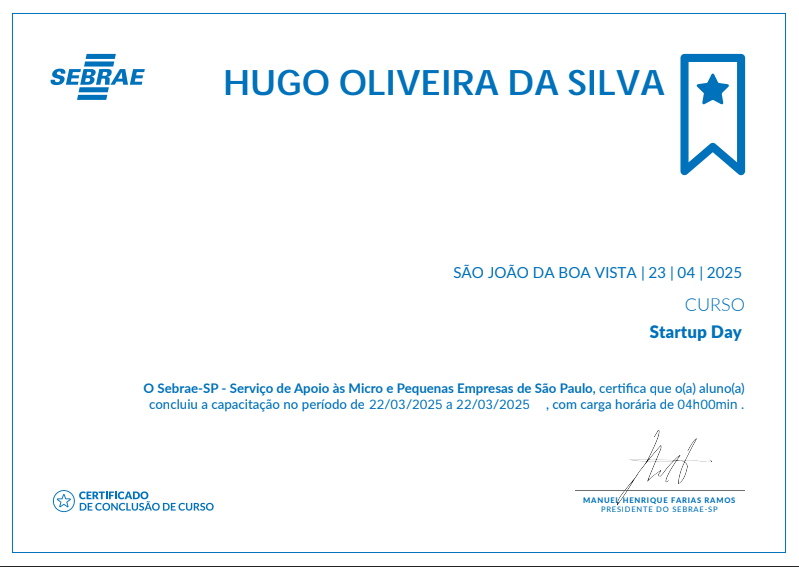 SEBRAE
HUGO OLIVEIRA DA SILVA
SÃO JOÃO DA BOA VISTA | 23 | 04 | 2025
CURSO
Startup Day
O Sebrae-SP - Serviço de Apoio às Micro e Pequenas Empresas de São Paulo, certifica que o(a) aluno(a)
concluiu a capacitação no período de 22/03/2025 a 22/03/2025 , com carga horária de 04h00min .
CERTIFICADO
DE CONCLUSÃO DE CURSO
MANUEL HENRIQUE FARIAS RAMOS
PRESIDENTE DO SEBRAE-SP